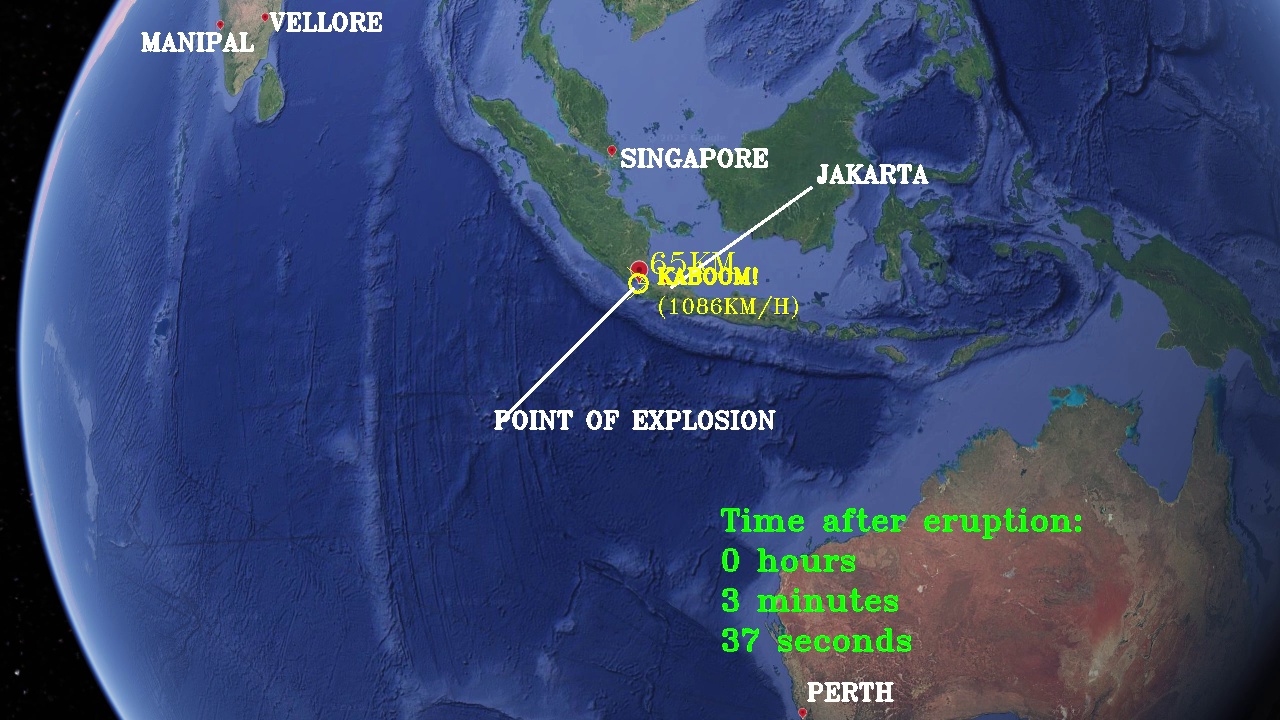 VELLORE
MANIPAL
SINGAPORE
JAKARTA
65KM
KABOOM!
(1086KM/H)
POINT OF EXPLOSION
Time after eruption:
0 hours
3 minutes
37 seconds
PERTH